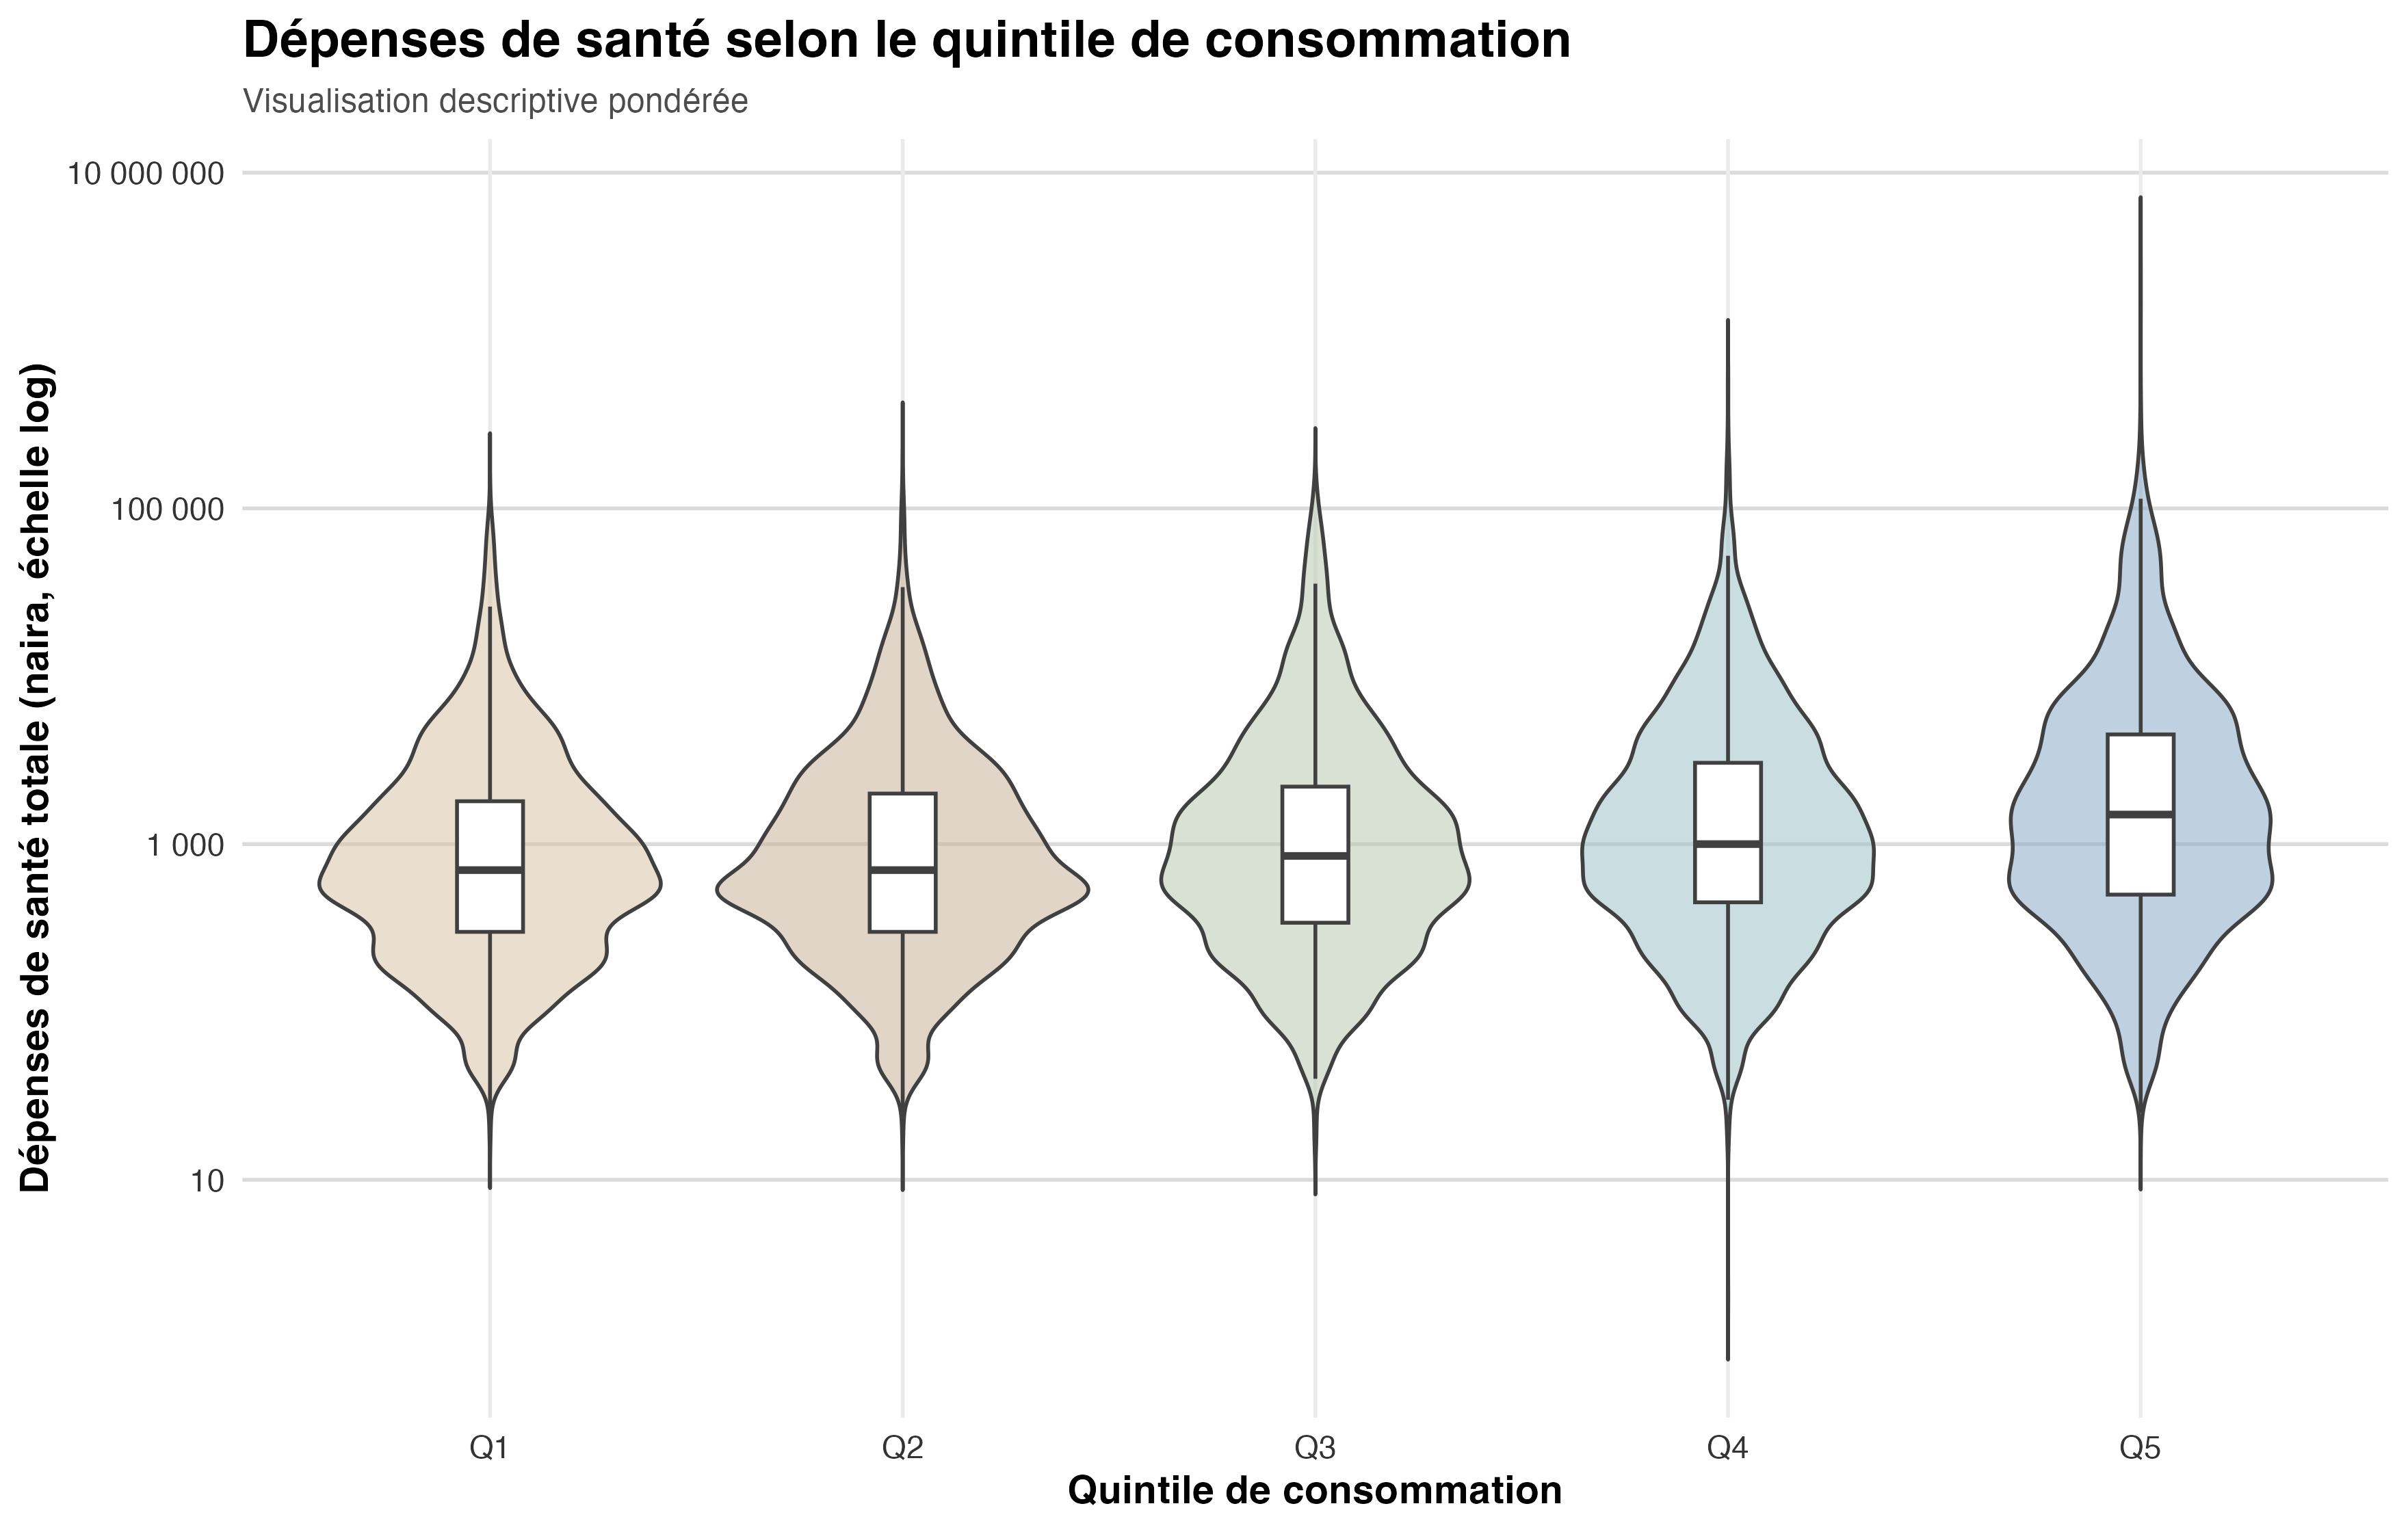 Dépenses de santé selon le quintile de consommation
Visualisation descriptive pondérée
Dépenses de santé totale (naira, échelle log)
10 000 000
100 000
1 000
10
Q1
Q2
Q3
Q4
Q5
Quintile de consommation